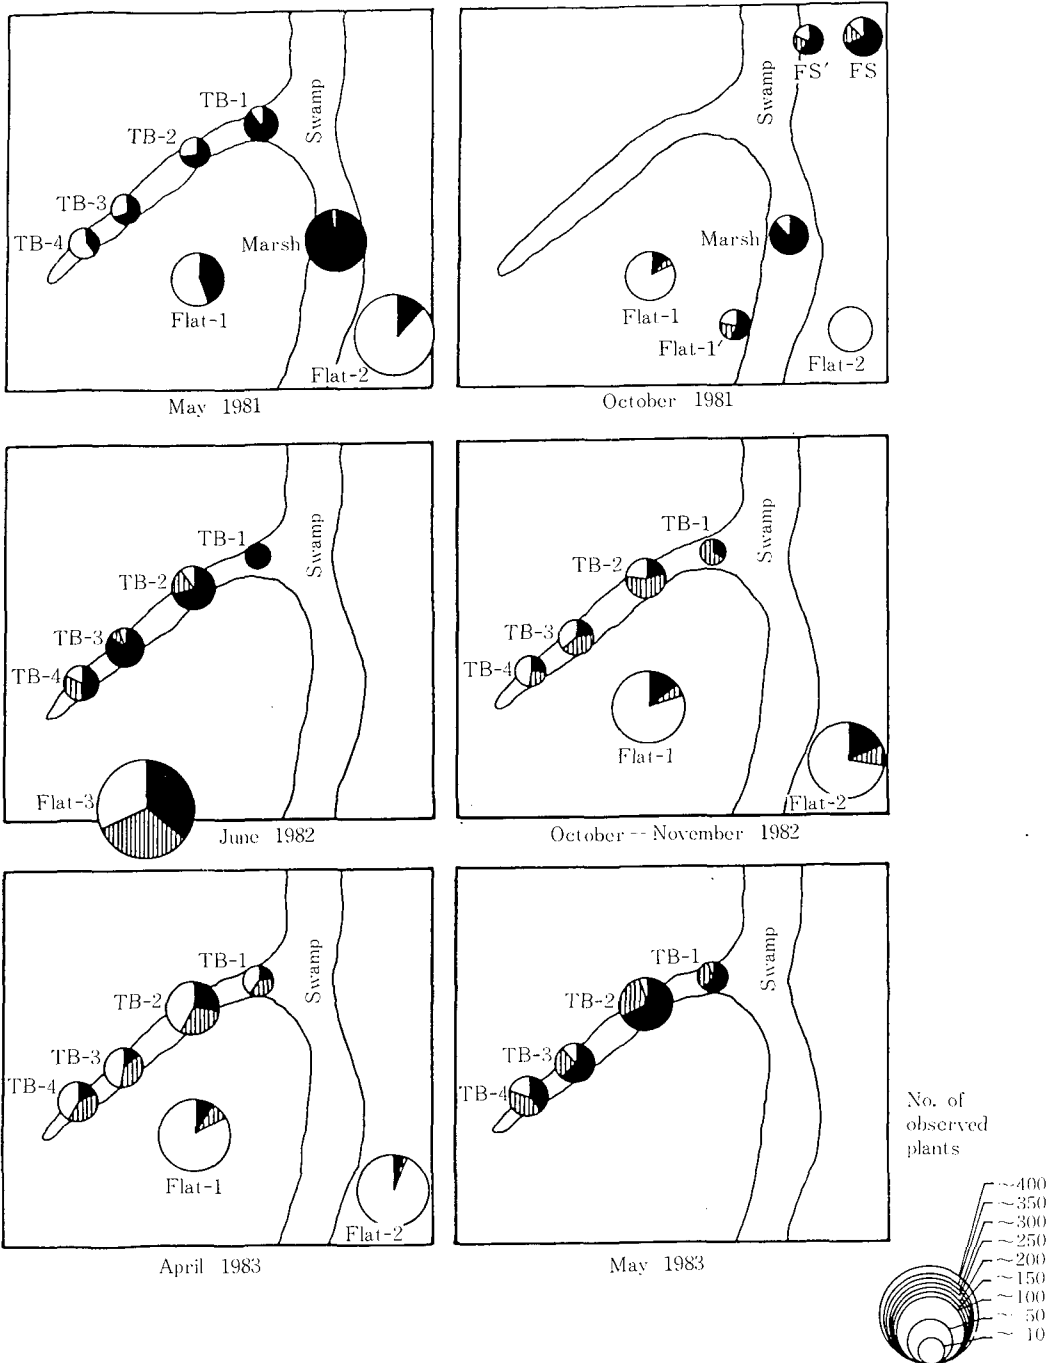 TB-1
TB-2
TB-3
TB-4
Swamp
Marsh
Flat-1
Flat-2
May 1981
FS′ FS
Swamp
Marsh
Flat-1
Flat-1′
Flat-2
October 1981
TB-1
TB-2
TB-3
TB-4
Swamp
Flat-3
June 1982
TB-1
TB-2
TB-3
TB-4
Swamp
Flat-1
Flat-2
October--November 1982
TB-1
TB-2
TB-3
TB-4
Swamp
Flat-1
Flat-2
April 1983
TB-1
TB-2
TB-3
TB-4
Swamp
May 1983
No. of
observed
plants
~400
~350
~300
~250
~200
~150
~100
~ 50
~ 10